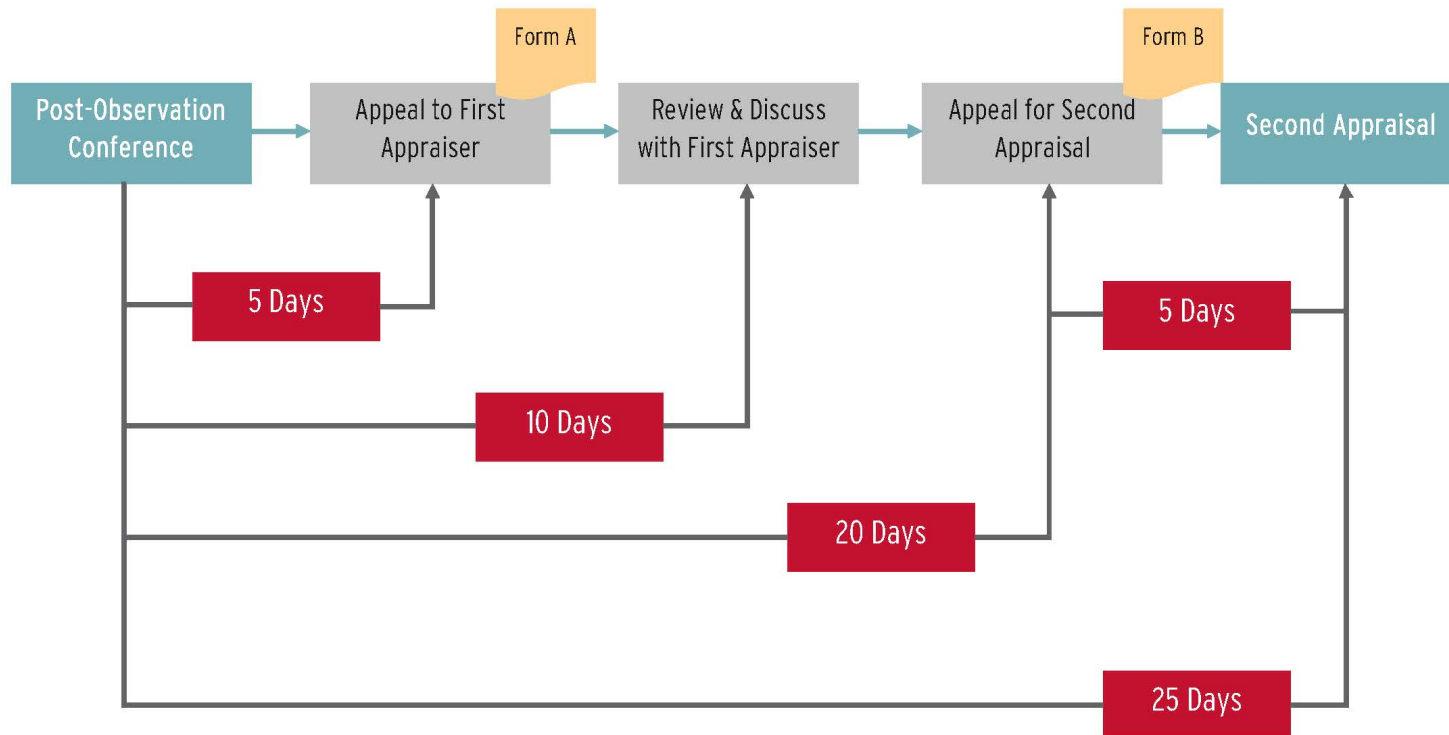 Form A
Form B
Post-Observation
Conference
Appeal to First
Appraiser
Review & Discuss
with First Appraiser
Appeal for Second
Appraisal
Second Appraisal
5 Days
5 Days
10 Days
20 Days
25 Days